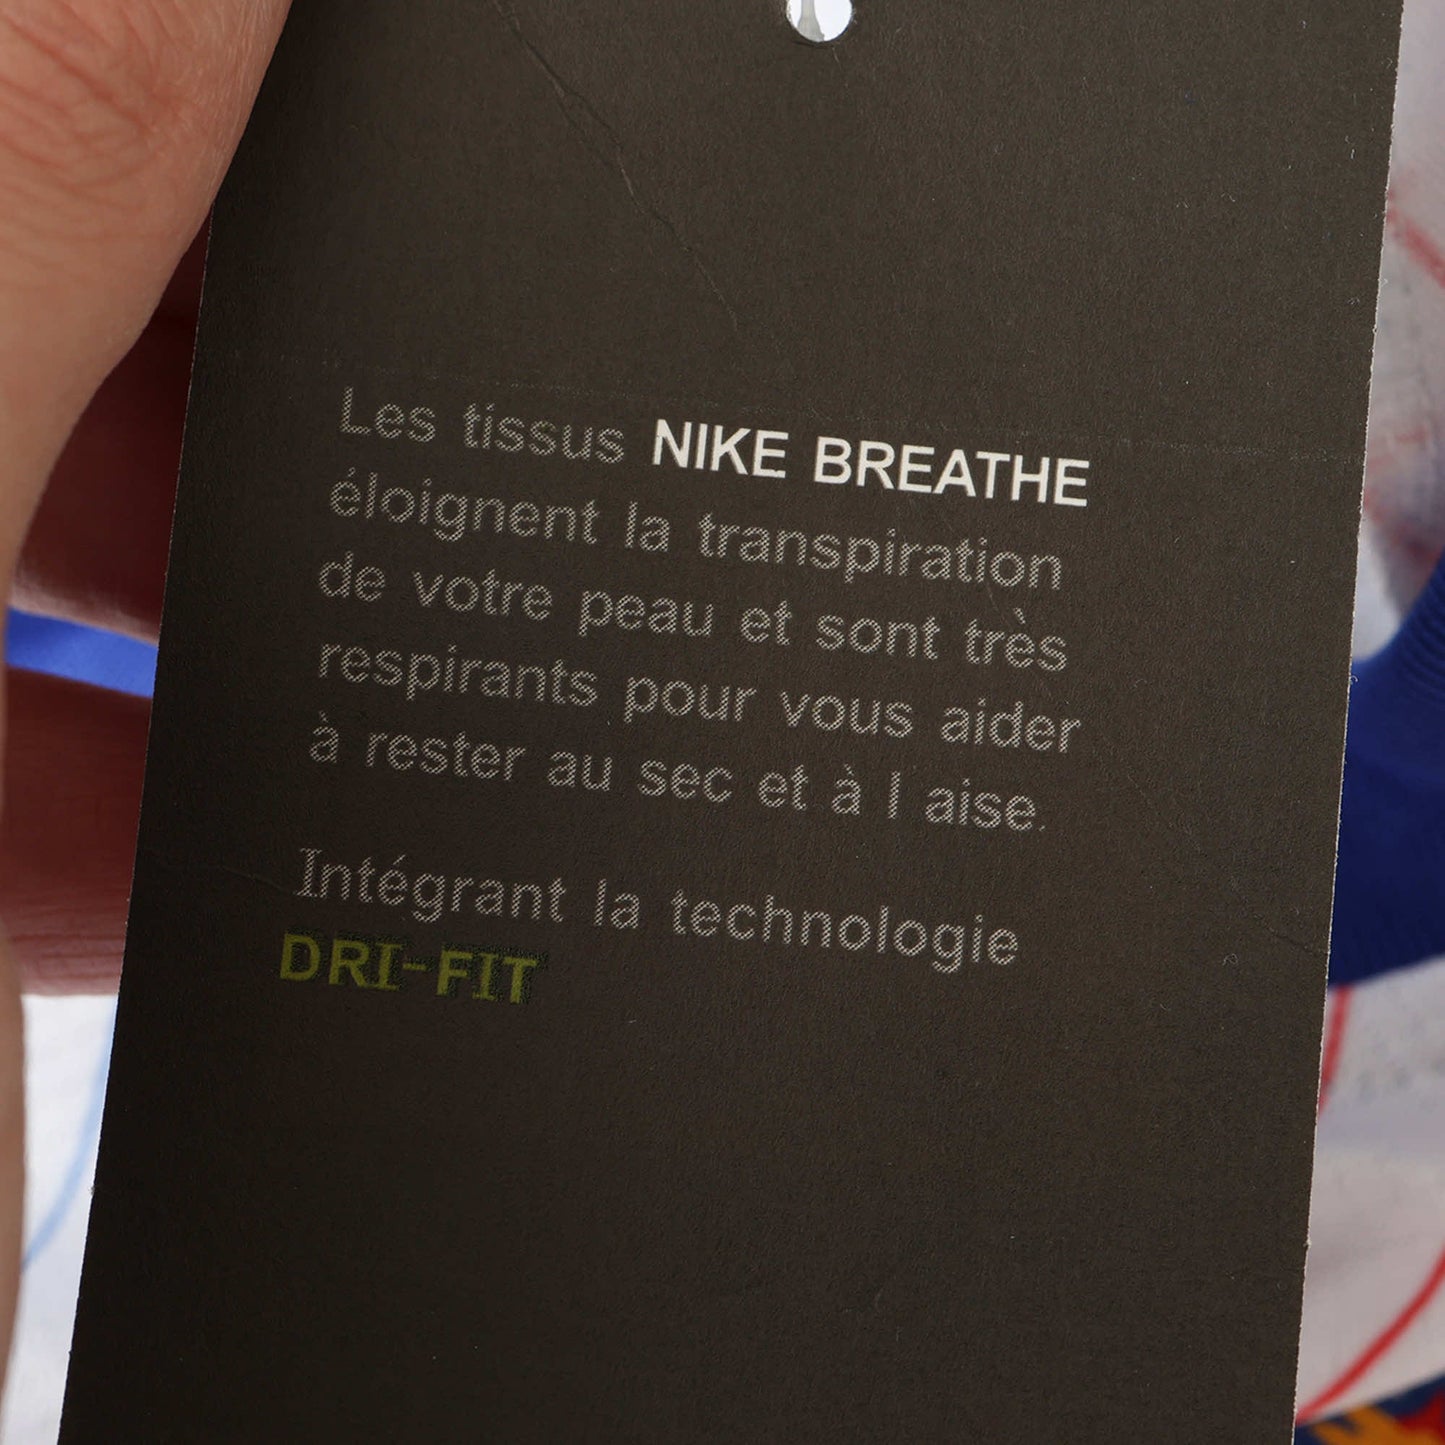 Les tissus NIKE BREATHE
éloignent la transpiration
de votre peau et sont très
respirants pour vous aider
à rester au sec et à l aise.
Intégrant la technologie
DRI-FIT